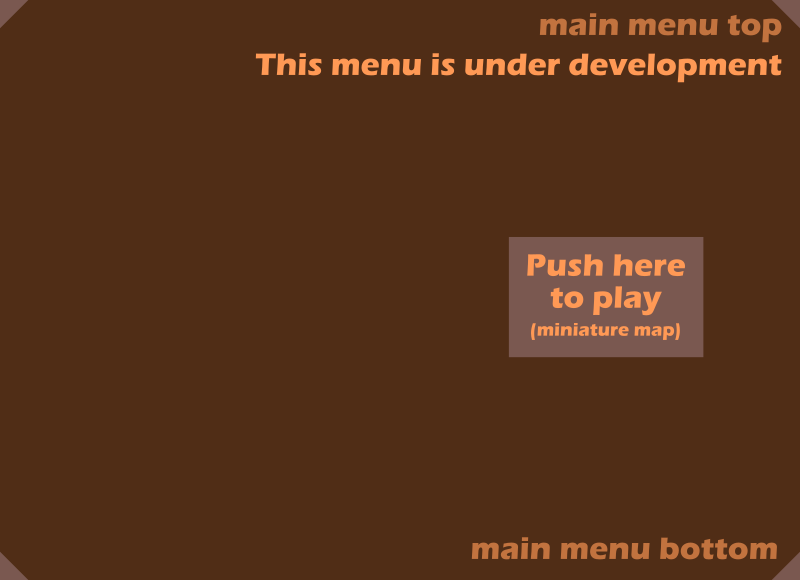 main menu top
This menu is under development
Push here
to play
(miniature map)
main menu bottom